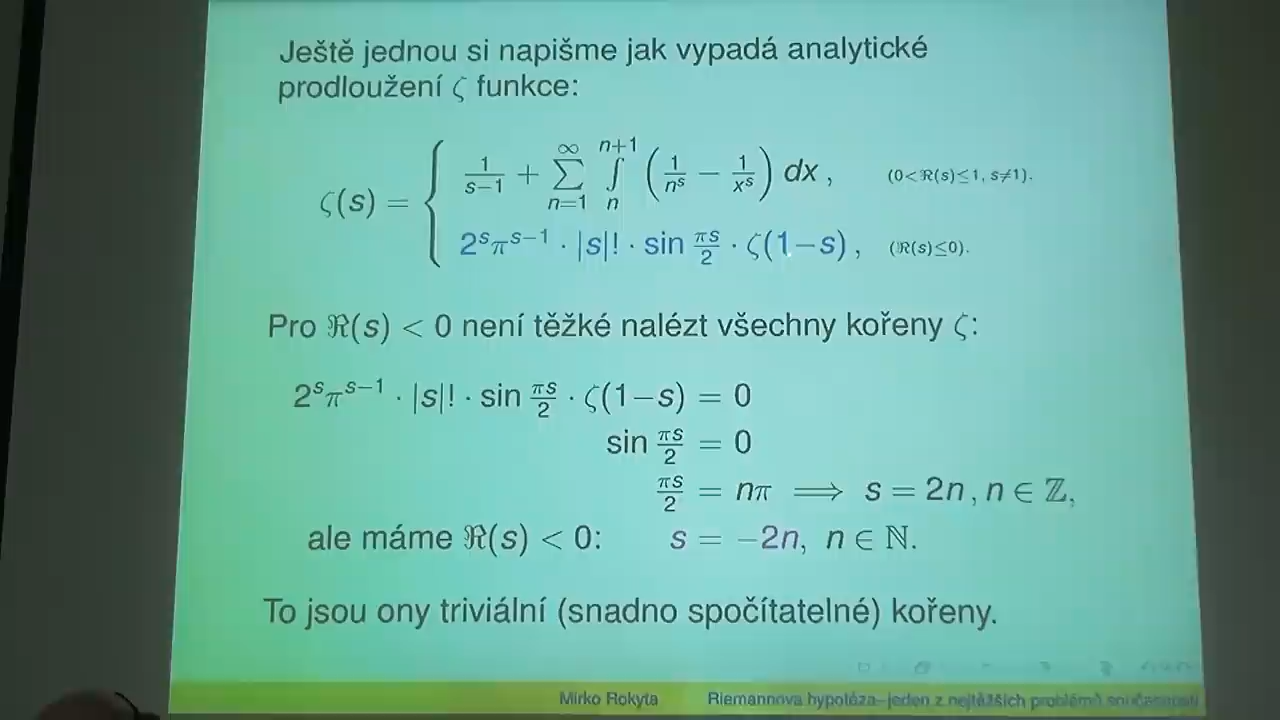 Ještě jednou si napišme jak vypadá analytické
prodloužení ζ funkce:
ζ(s) = { 1/(s−1) + ∑_{n=1}^{∞} ∫_{n}^{n+1} (1/n^s − 1/x^s) dx , (0<ℜ(s)≤1, s≠1).
2^s π^{s−1} · |s|! · sin πs/2 · ζ(1−s) , (ℜ(s)≤0).
Pro ℜ(s) < 0 není těžké nalézt všechny kořeny ζ:
2^s π^{s−1} · |s|! · sin πs/2 · ζ(1−s) = 0
sin πs/2 = 0
πs/2 = nπ ⟹ s = 2n, n ∈ ℤ,
ale máme ℜ(s) < 0: s = −2n, n ∈ ℕ.
To jsou ony triviální (snadno spočítatelné) kořeny.
Mirko Rokyta Riemannova hypotéza–jeden z nejtěžších problémů současnosti